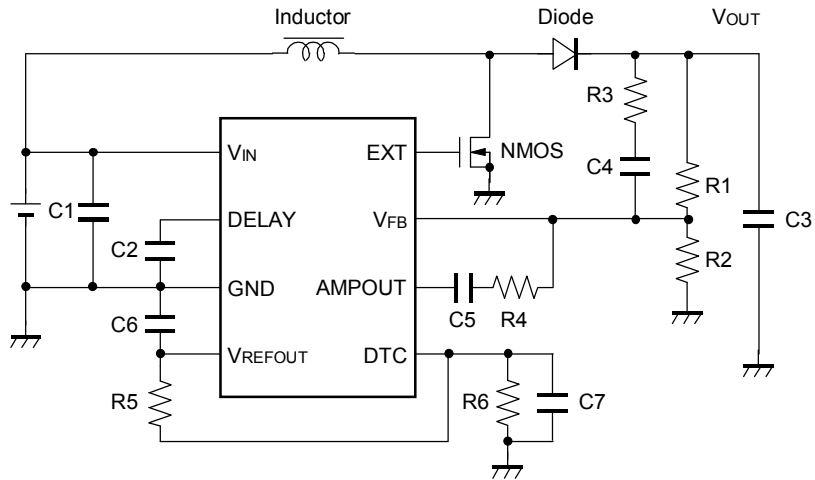 Inductor
Diode
VOUT
R3
VIN
EXT
NMOS
C4
R1
C1
DELAY
VFB
C3
C2
R2
GND
AMPOUT
C5
R4
C6
VREFOUT
DTC
R5
R6
C7